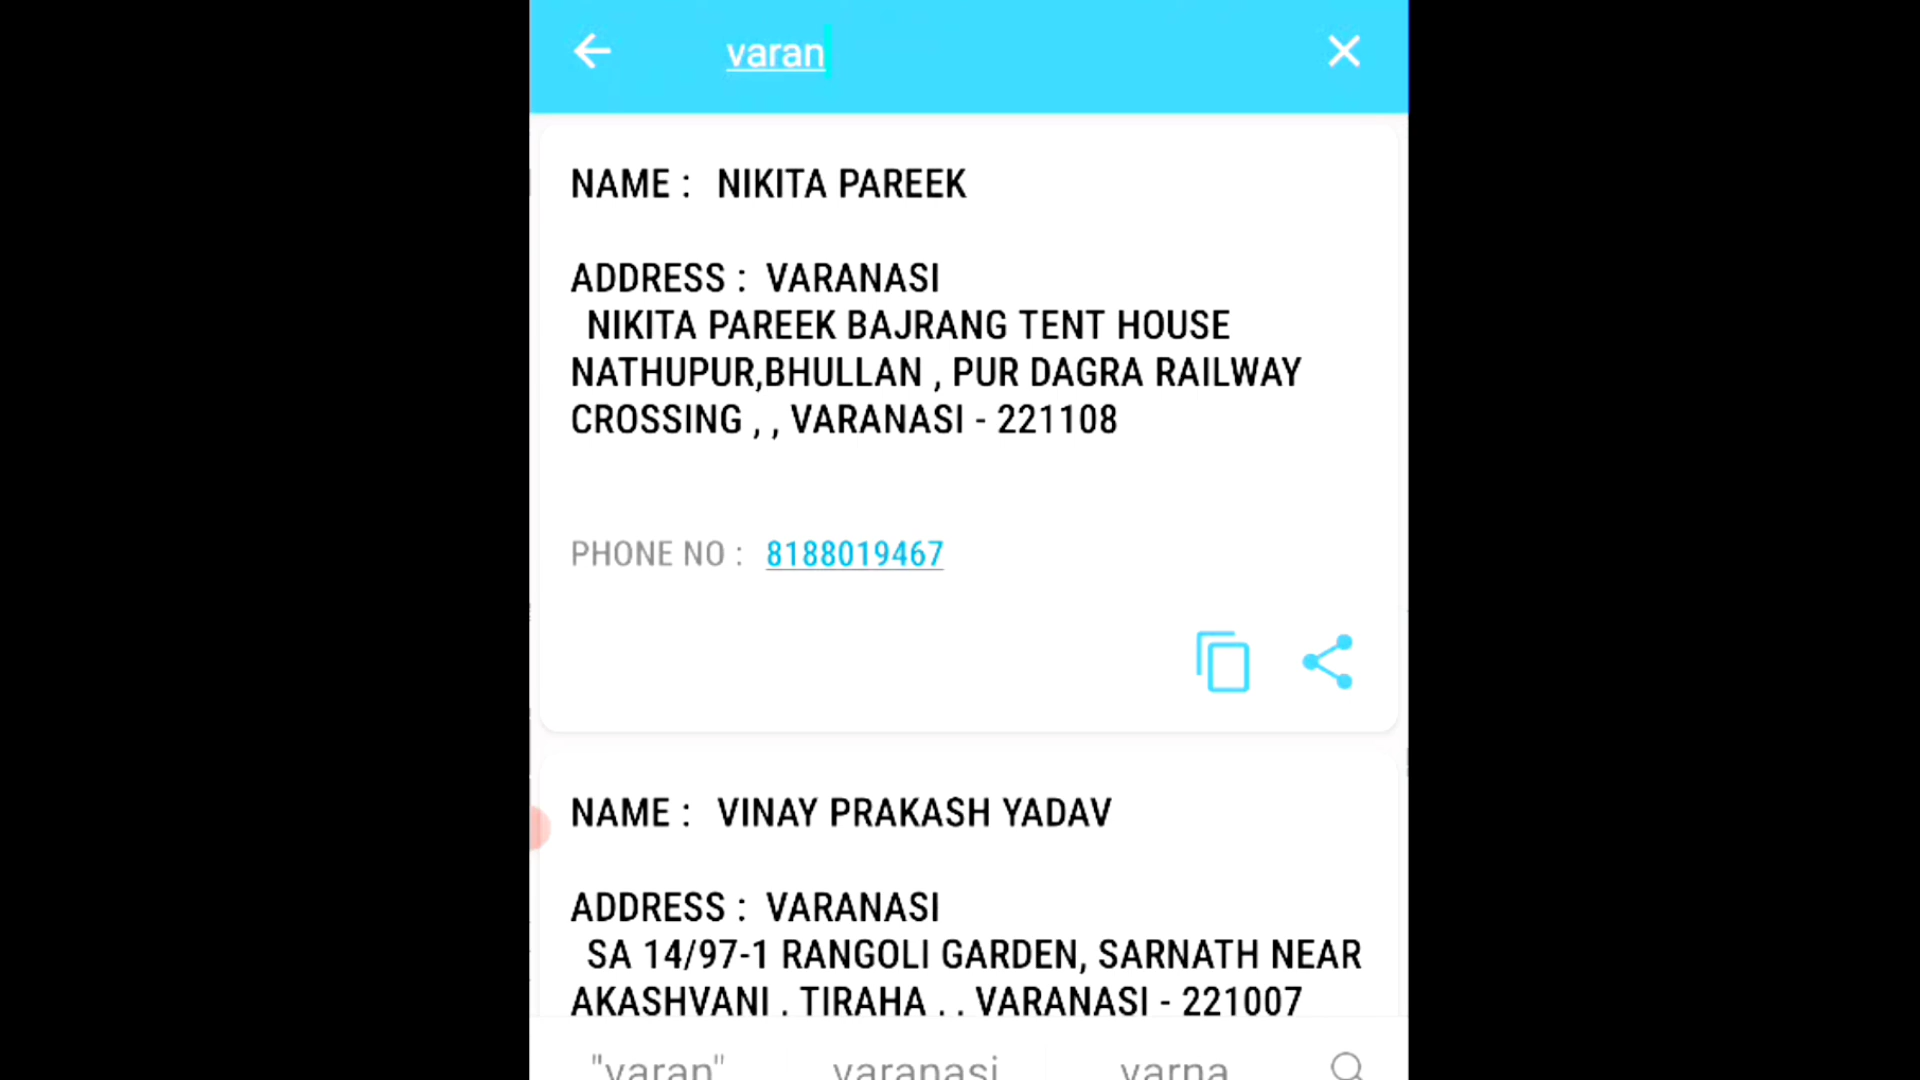 varan
NAME : NIKITA PAREEK
ADDRESS : VARANASI
NIKITA PAREEK BAJRANG TENT HOUSE
NATHUPUR,BHULLAN , PUR DAGRA RAILWAY
CROSSING , , VARANASI - 221108
PHONE NO : 8188019467
NAME : VINAY PRAKASH YADAV
ADDRESS : VARANASI
SA 14/97-1 RANGOLI GARDEN, SARNATH NEAR
AKASHVANI , TIRAHA , , VARANASI - 221007
"varan" varanasi varna